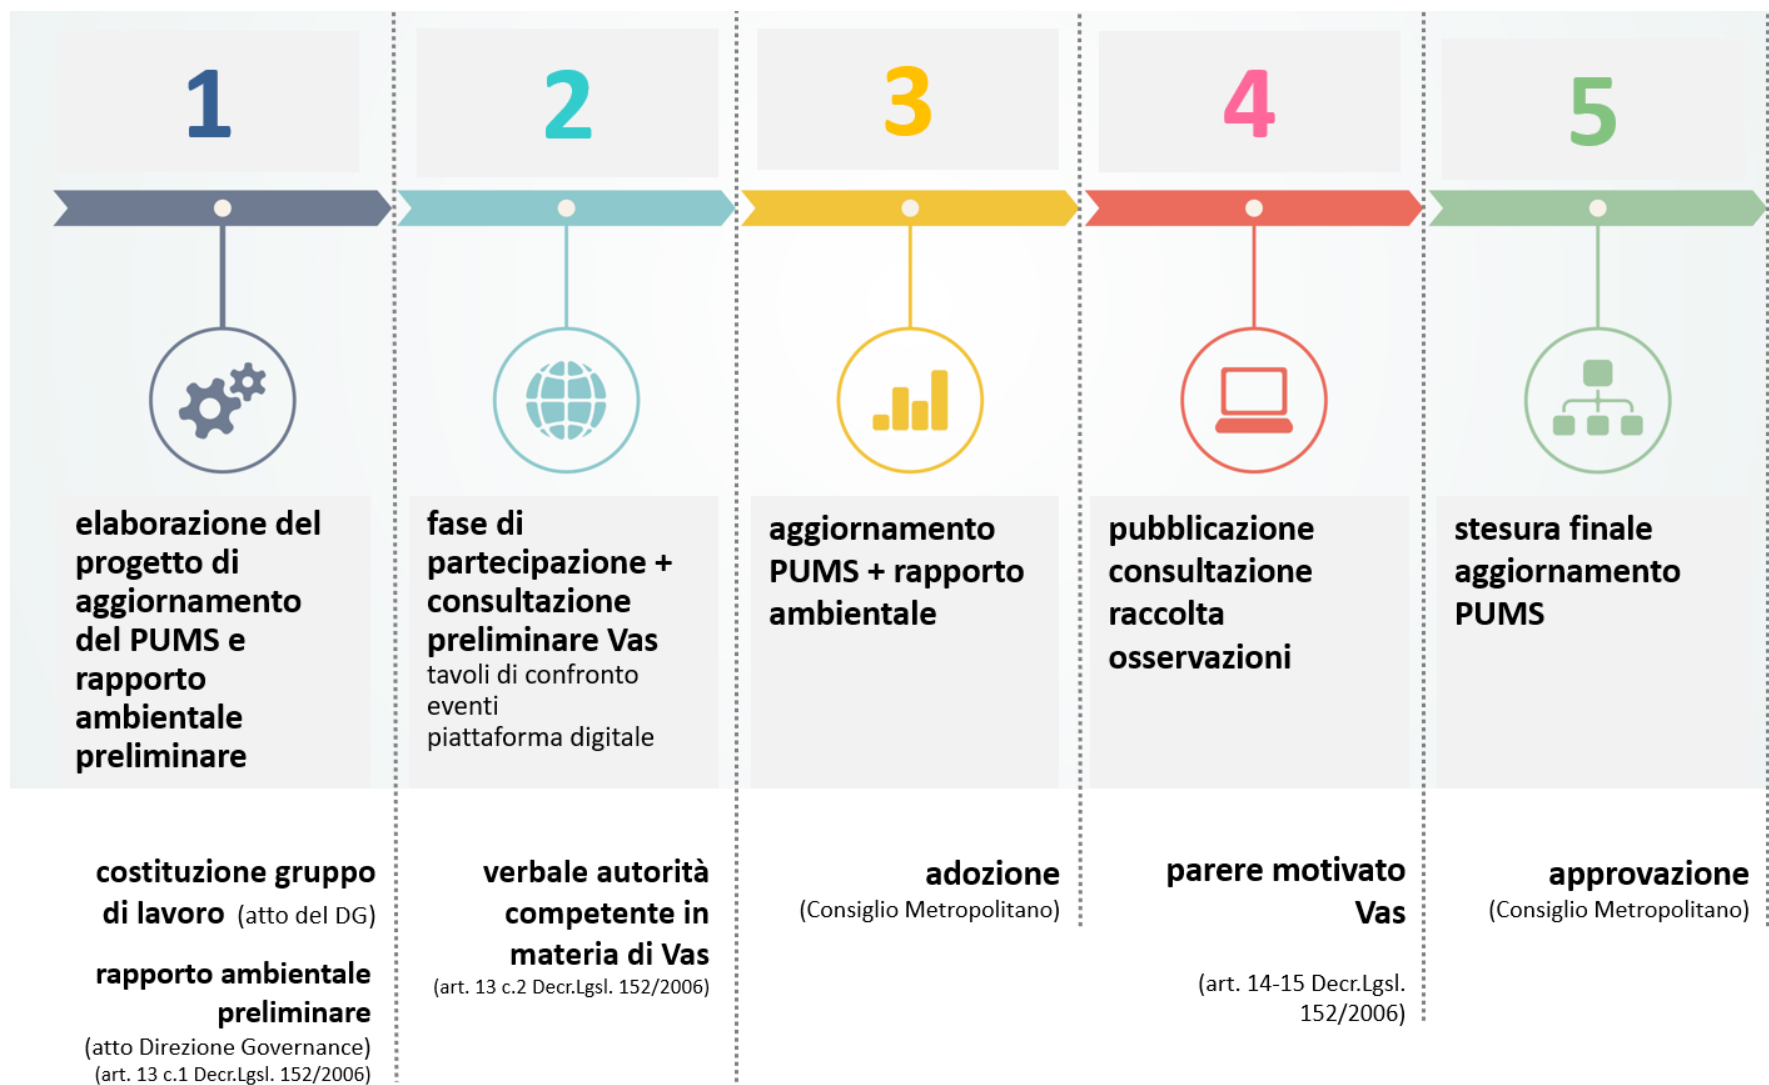 1
2
3
4
5
elaborazione del
progetto di
aggiornamento
del PUMS e
rapporto
ambientale
preliminare
fase di
partecipazione +
consultazione
preliminare Vas
tavoli di confronto
eventi
piattaforma digitale
aggiornamento
PUMS + rapporto
ambientale
pubblicazione
consultazione
raccolta
osservazioni
stesura finale
aggiornamento
PUMS
costituzione gruppo
di lavoro (atto del DG)
rapporto ambientale
preliminare
(atto Direzione Governance)
(art. 13 c.1 Decr.Lgsl. 152/2006)
verbale autorità
competente in
materia di Vas
(art. 13 c.2 Decr.Lgsl. 152/2006)
adozione
(Consiglio Metropolitano)
parere motivato
Vas
(art. 14-15 Decr.Lgsl.
152/2006)
approvazione
(Consiglio Metropolitano)